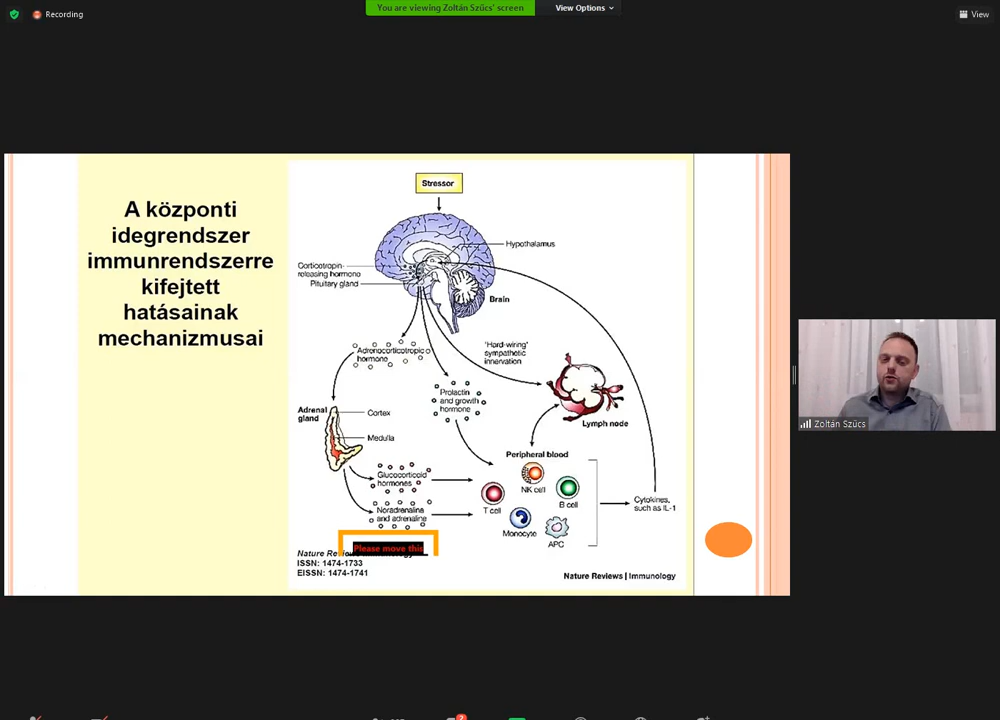 Recording
You are viewing Zoltán Szűcs' screen
View Options
View
A központi
idegrendszer
immunrendszerre
kifejtett
hatásainak
mechanizmusai
Stressor
Hypothalamus
Corticotropin-
releasing hormone
Pituitary gland
Brain
Adrenocorticotropic
hormone
'Hard-wiring'
sympathetic
innervation
Prolactin
and growth
hormone
Adrenal
gland
Cortex
Medulla
Lymph node
Peripheral blood
Glucocorticoid
hormones
NK cell
B cell
T cell
Noradrenaline
and adrenaline
Monocyte
APC
Cytokines,
such as IL-1
Please move this
Nature Reviews
ISSN: 1474-1733
EISSN: 1474-1741
Nature Reviews | Immunology
Zoltán Szűcs